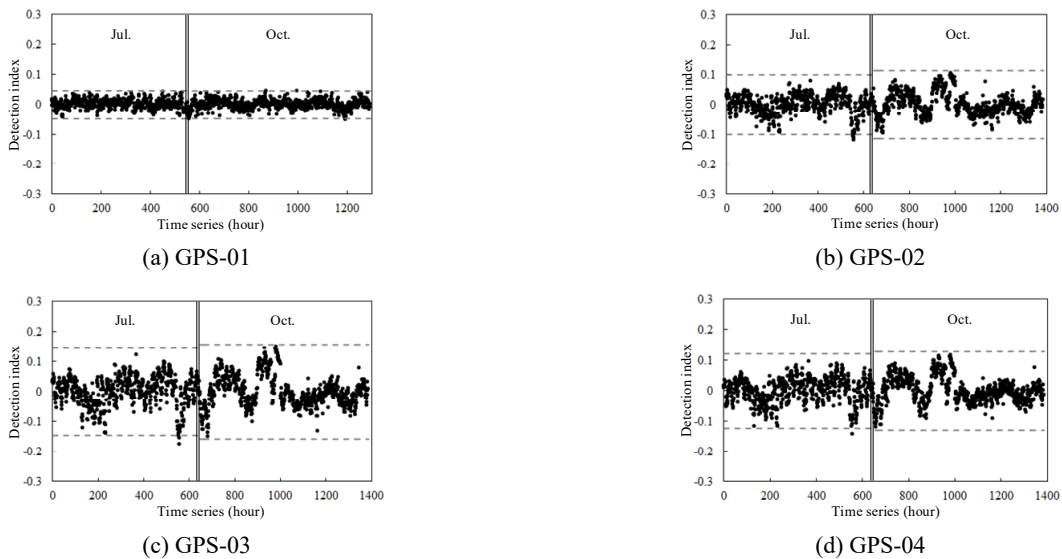 0.3
0.2
0.1
0
-0.1
-0.2
-0.3
Detection index
Jul.
Oct.
0 200 400 600 800 1000 1200
Time series (hour)
(a) GPS-01
0.3
0.2
0.1
0
-0.1
-0.2
-0.3
Detection index
Jul.
Oct.
0 200 400 600 800 1000 1200 1400
Time series (hour)
(b) GPS-02
0.3
0.2
0.1
0
-0.1
-0.2
-0.3
Detection index
Jul.
Oct.
0 200 400 600 800 1000 1200 1400
Time series (hour)
(c) GPS-03
0.3
0.2
0.1
0
-0.1
-0.2
-0.3
Detection index
Jul.
Oct.
0 200 400 600 800 1000 1200 1400
Time series (hour)
(d) GPS-04